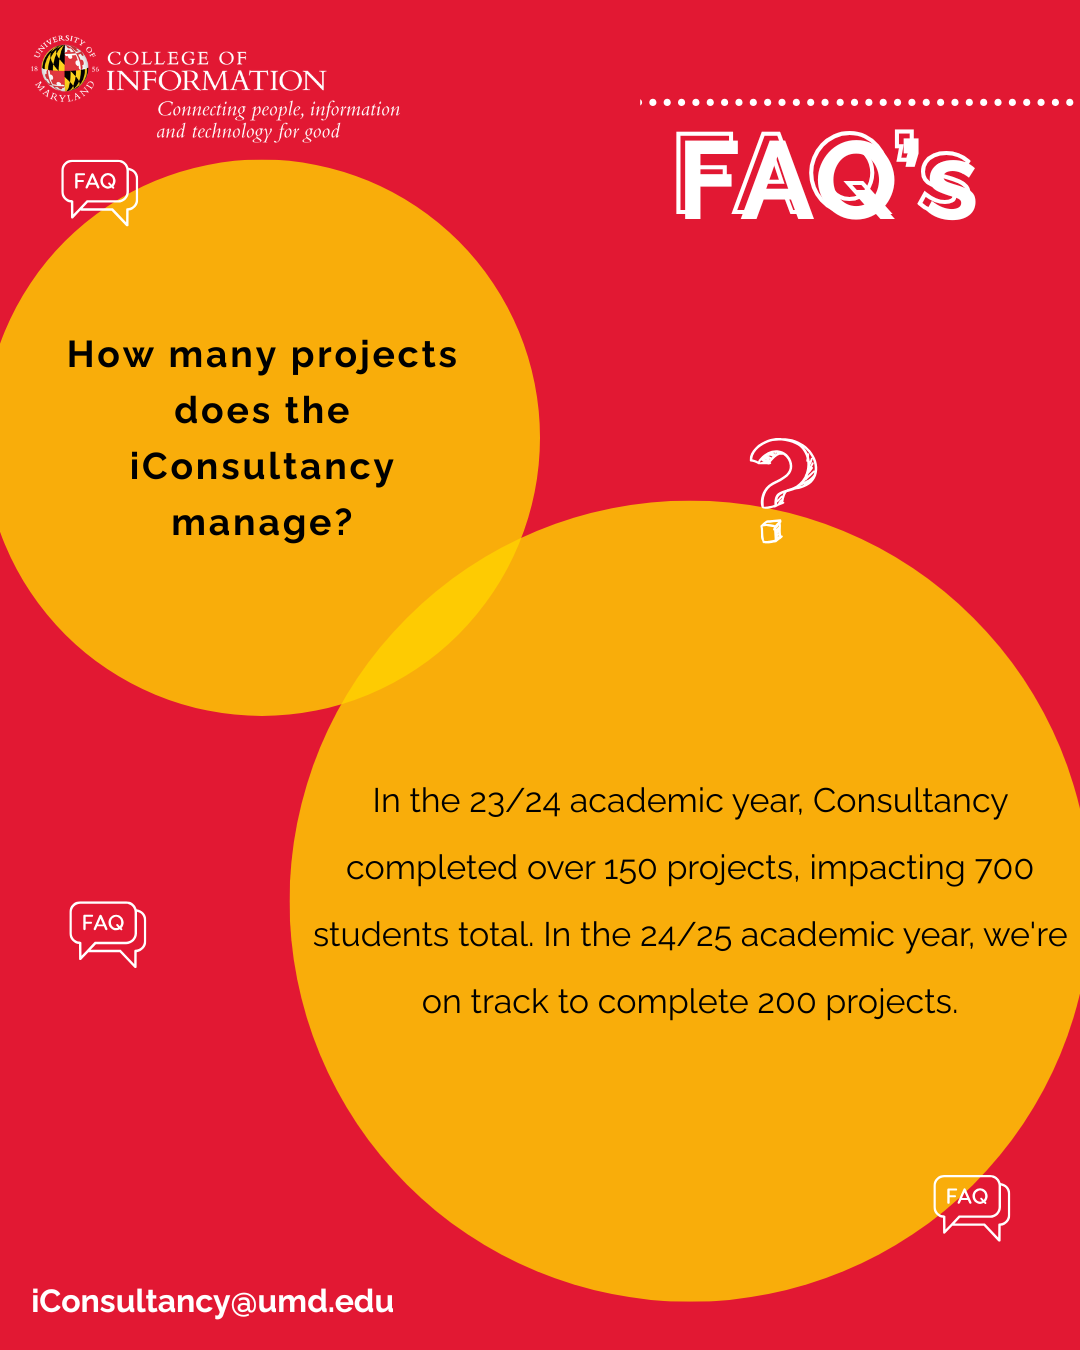 UNIVERSITY OF
18 56
MARYLAND
COLLEGE OF
INFORMATION
Connecting people, information
and technology for good
FAQ's
FAQ
How many projects
does the
iConsultancy
manage?
?
In the 23/24 academic year, Consultancy
completed over 150 projects, impacting 700
students total. In the 24/25 academic year, we're
on track to complete 200 projects.
FAQ
FAQ
iConsultancy@umd.edu